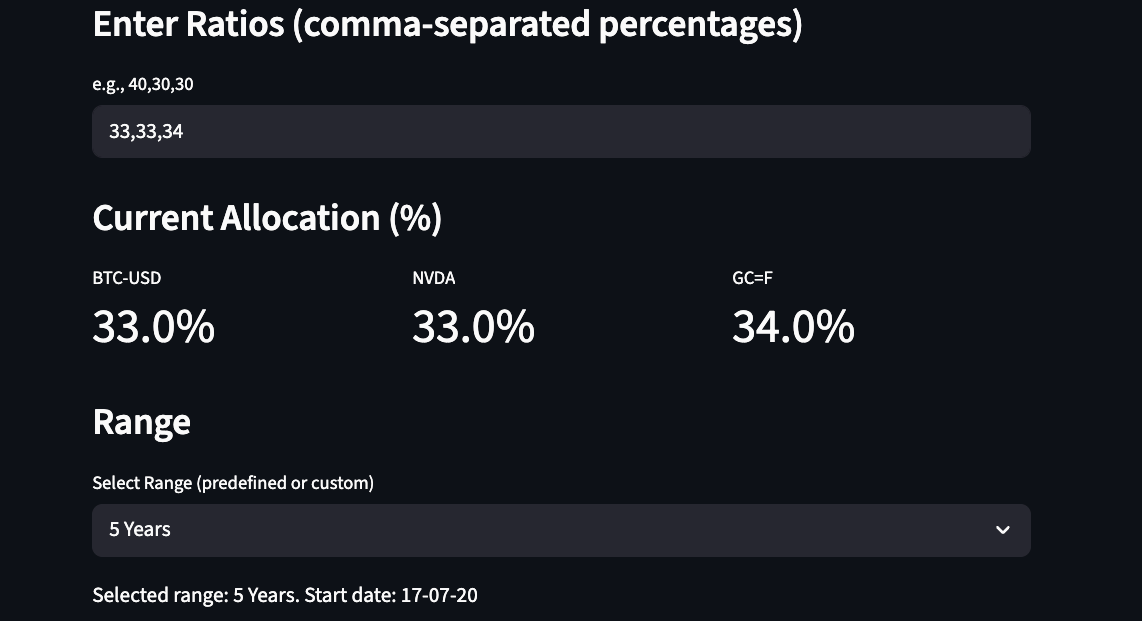 Enter Ratios (comma-separated percentages)
e.g., 40,30,30
33,33,34
Current Allocation (%)
BTC-USD NVDA GC=F
33.0% 33.0% 34.0%
Range
Select Range (predefined or custom)
5 Years
Selected range: 5 Years. Start date: 17-07-20